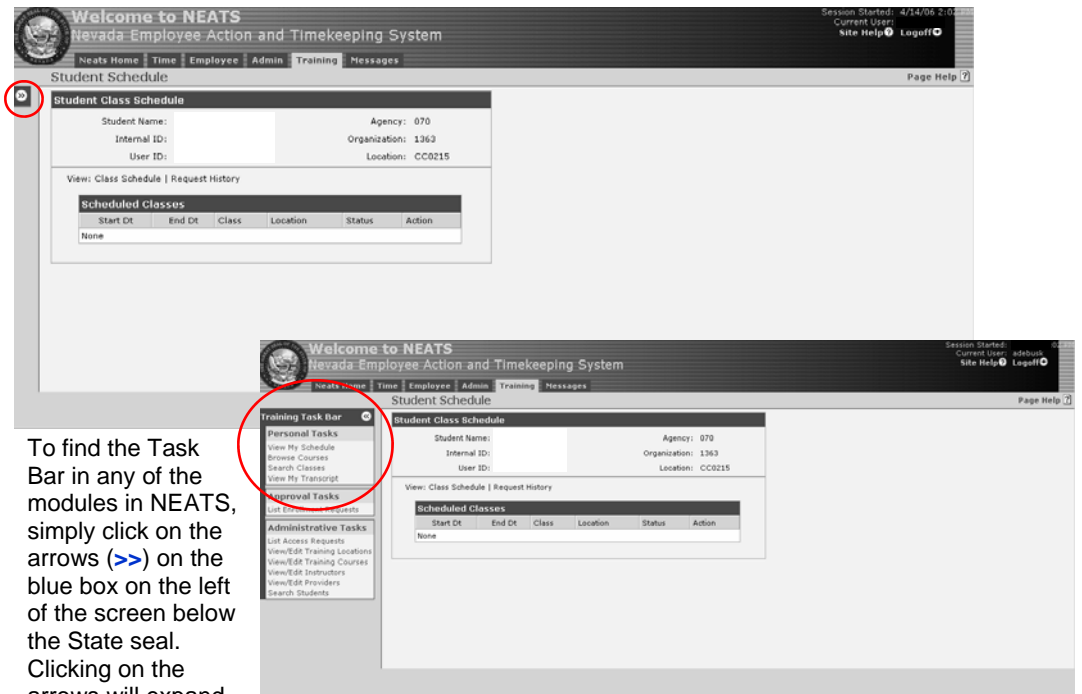 Welcome to NEATS
Nevada Employee Action and Timekeeping System
Session Started: 4/14/06 2:0
Current User:
Site Help Logoff
Neats Home Time Employee Admin Training Messages
Student Schedule
Page Help ?
>>
Student Class Schedule
Student Name: Agency: 070
Internal ID: Organization: 1363
User ID: Location: CC0215
View: Class Schedule | Request History
Scheduled Classes
Start Dt End Dt Class Location Status Action
None
Welcome to NEATS
Nevada Employee Action and Timekeeping System
Session Started:
Current User: adebusk
Site Help Logoff
Neats Home Time Employee Admin Training Messages
Student Schedule
Page Help ?
Training Task Bar <<
Personal Tasks
View My Schedule
Browse Courses
Search Classes
View My Transcript
Approval Tasks
List Enrollment Requests
Administrative Tasks
List Access Requests
View/Edit Training Locations
View/Edit Training Courses
View/Edit Instructors
View/Edit Providers
Search Students
Student Class Schedule
Student Name: Agency: 070
Internal ID: Organization: 1363
User ID: Location: CC0215
View: Class Schedule | Request History
Scheduled Classes
Start Dt End Dt Class Location Status Action
None
To find the Task
Bar in any of the
modules in NEATS,
simply click on the
arrows (>>) on the
blue box on the left
of the screen below
the State seal.
Clicking on the
arrows will expand